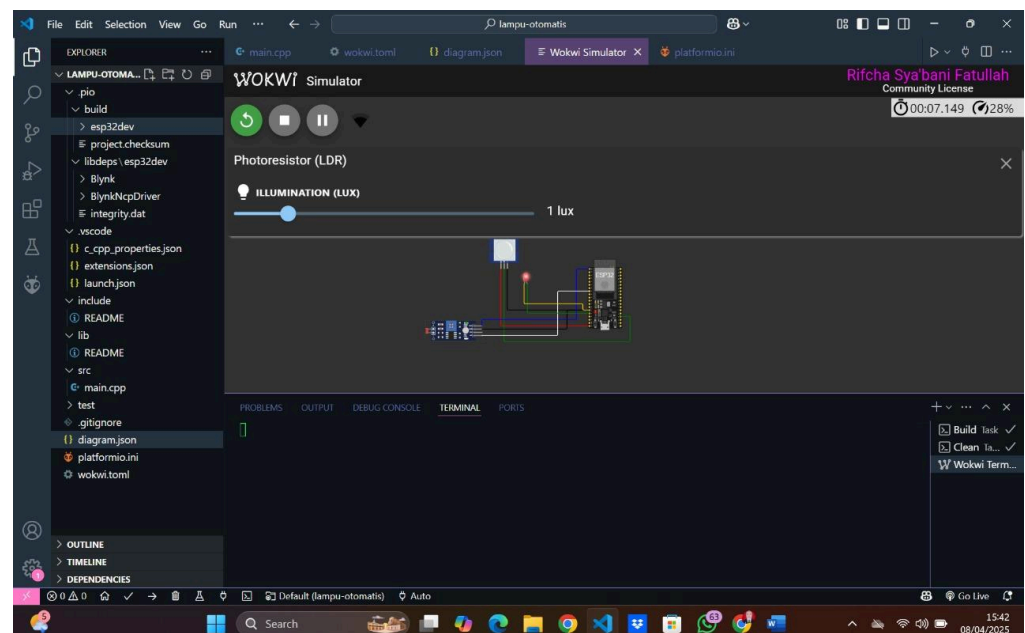 File Edit Selection View Go Run ... lampu-otomatis
EXPLORER ...
main.cpp wokwi.toml {} diagram.json Wokwi Simulator X platformio.ini
LAMPU-OTOMA...
.pio
build
esp32dev
project.checksum
libdeps \ esp32dev
Blynk
BlynkNcpDriver
integrity.dat
.vscode
{} c_cpp_properties.json
{} extensions.json
{} launch.json
include
README
lib
README
src
main.cpp
test
.gitignore
{} diagram.json
platformio.ini
wokwi.toml
OUTLINE
TIMELINE
DEPENDENCIES
WOKWI Simulator
Rifcha Sya'bani Fatullah
Community License
00:07.149 28%
Photoresistor (LDR)
ILLUMINATION (LUX)
1 lux
ESP32
PROBLEMS OUTPUT DEBUG CONSOLE TERMINAL PORTS
Build Task
Clean Ta...
Wokwi Term...
1
0 0 Default (lampu-otomatis) Auto Go Live
5 Search 63 15:42
08/04/2025